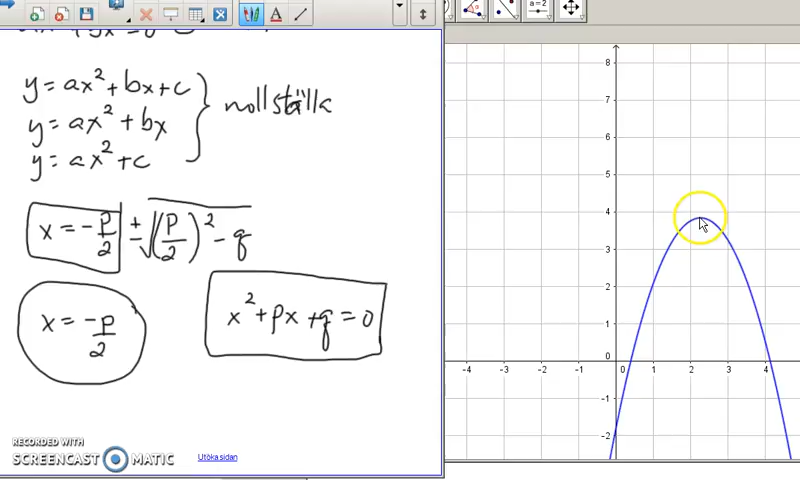 a=2
y = ax² + bx + c
y = ax² + bx
y = ax² + c
nollställa
x = -p/2 ± √(p/2)² - q
x = -p/2
x² + px + q = 0
RECORDED WITH
SCREENCAST MATIC
Utöka sidan
8
7
6
5
4
3
2
1
0
-1
-2
-4 -3 -2 -1 0 1 2 3 4